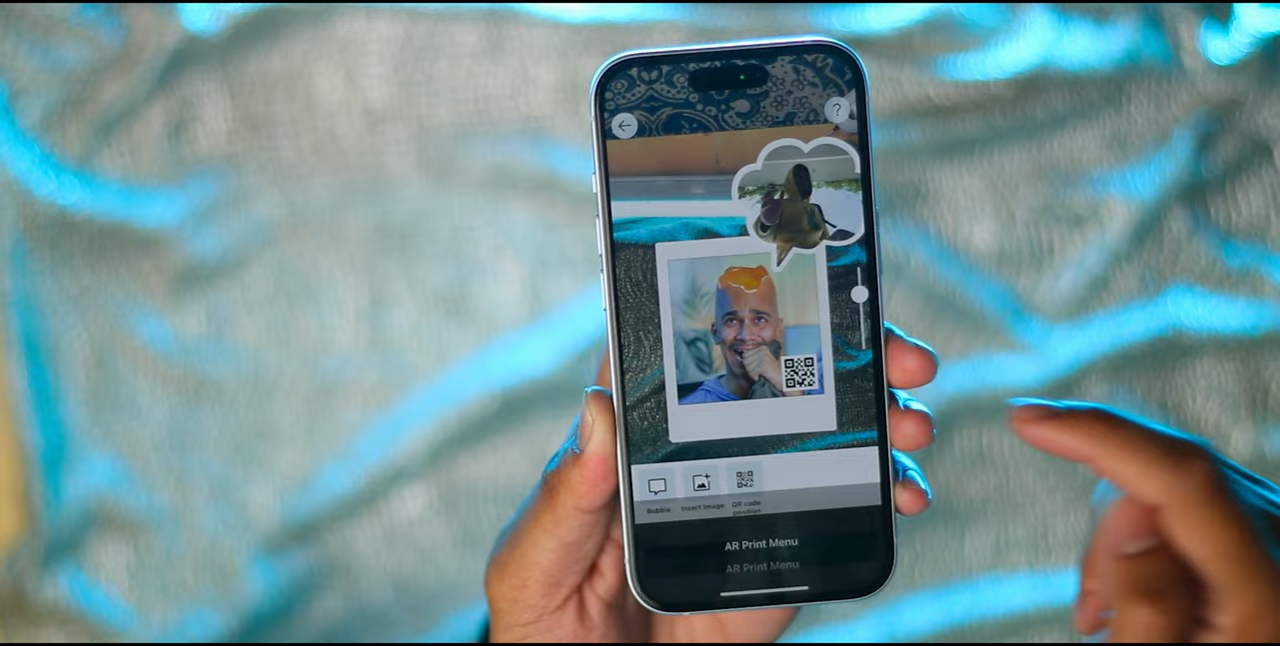 ?
Bubble
Insert image
QR code
position
AR Print Menu
AR Print Menu